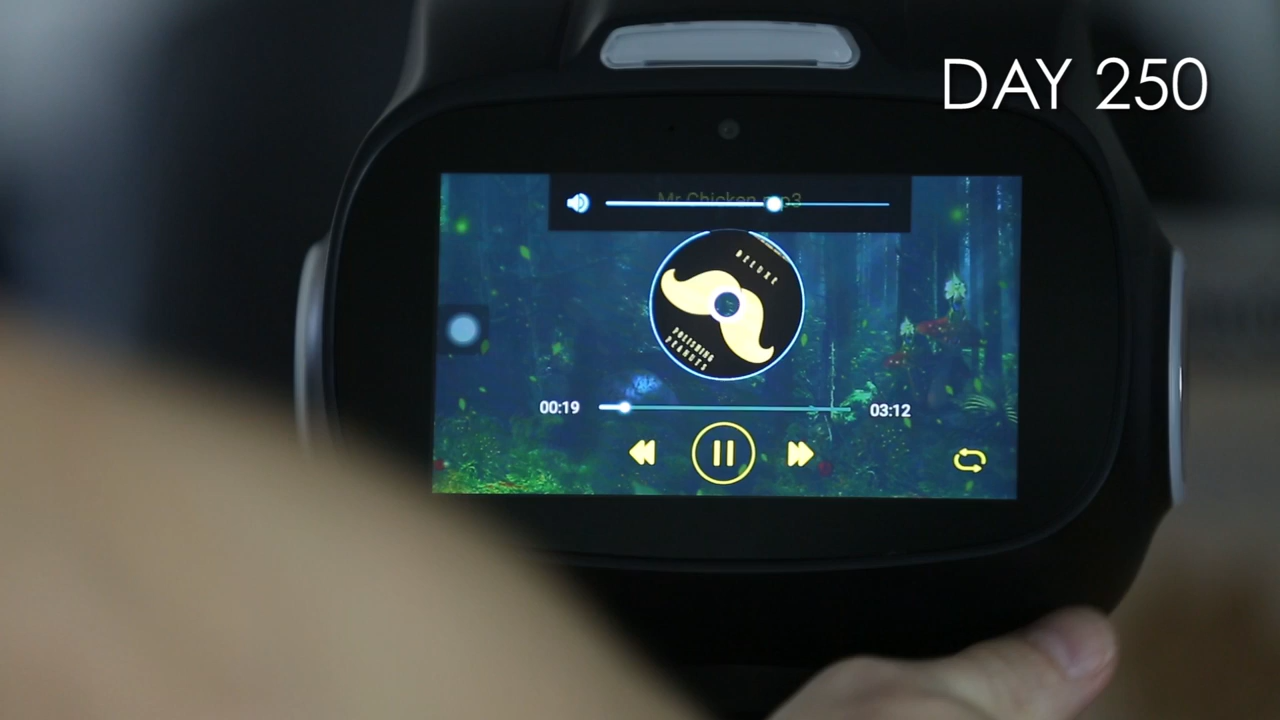 DAY 250
Mr Chicken.mp3
DELUXE
POLISHING
PEANUTS
00:19
03:12